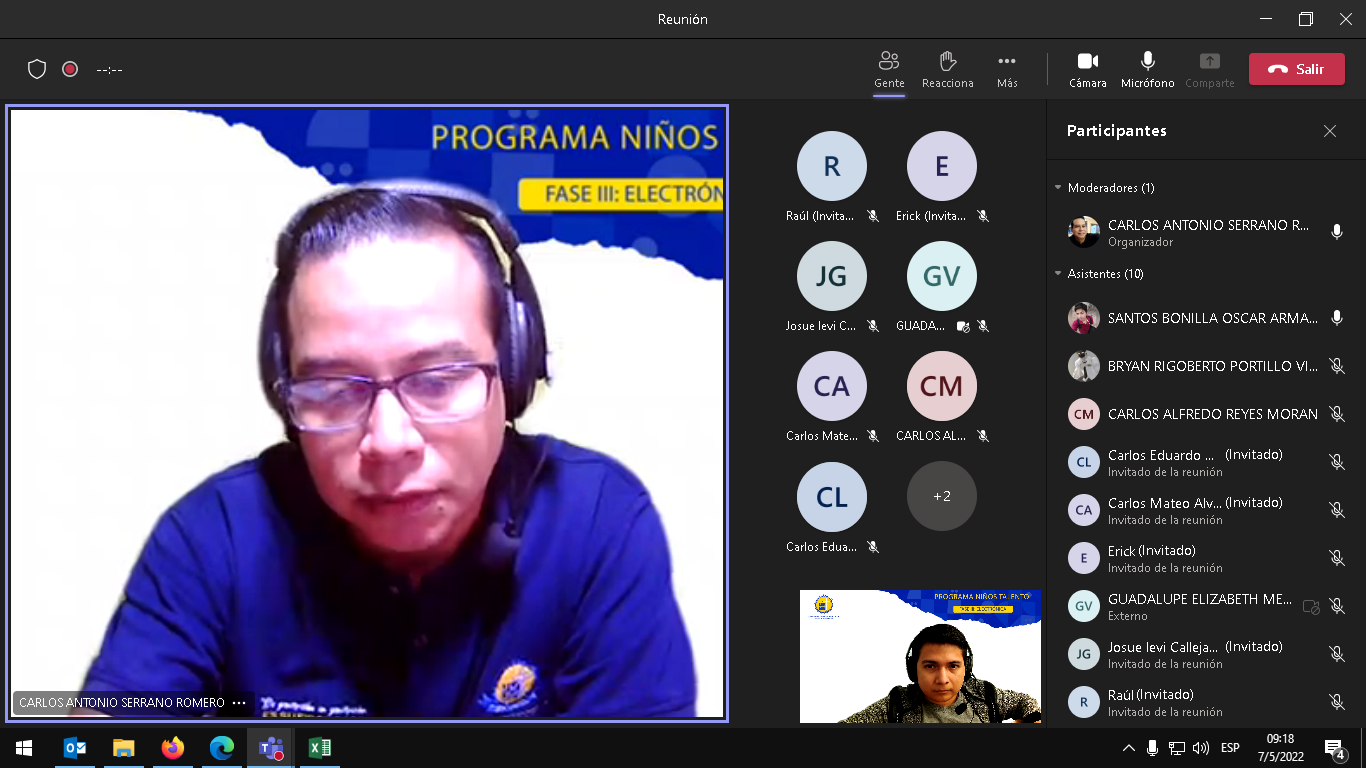 Reunión
--:--
Gente
Reacciona
Más
Cámara
Micrófono
Comparte
Salir
PROGRAMA NIÑOS
FASE III: ELECTRÓN
CARLOS ANTONIO SERRANO ROMERO
R
E
Raúl (Invita...
Erick (Invita...
JG
GV
Josue levi C...
GUADA...
CA
CM
Carlos Mate...
CARLOS AL...
CL
+2
Carlos Edua...
PROGRAMA NIÑOS TALENTO
FASE III: ELECTRÓNICA
Participantes
Moderadores (1)
CARLOS ANTONIO SERRANO R...
Organizador
Asistentes (10)
SANTOS BONILLA OSCAR ARMA...
BRYAN RIGOBERTO PORTILLO VI...
CM
CARLOS ALFREDO REYES MORAN
CL
Carlos Eduardo ... (Invitado)
Invitado de la reunión
CA
Carlos Mateo Alv... (Invitado)
Invitado de la reunión
E
Erick (Invitado)
Invitado de la reunión
GV
GUADALUPE ELIZABETH ME...
Externo
JG
Josue levi Calleja... (Invitado)
Invitado de la reunión
R
Raúl (Invitado)
Invitado de la reunión
ESP
09:18
7/5/2022
4